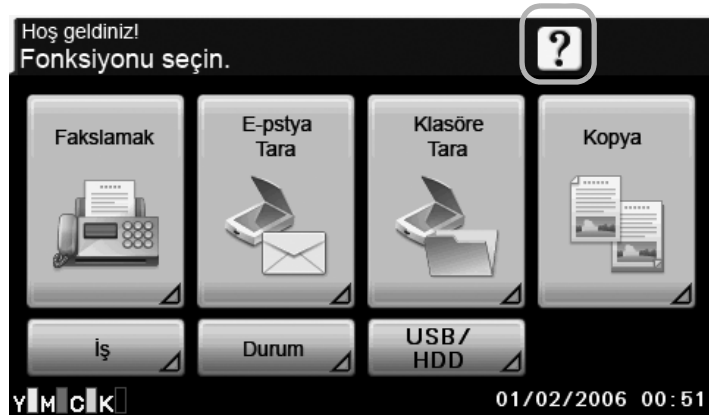 Hoş geldiniz!
Fonksiyonu seçin.
?
Fakslamak
E-pstya
Tara
Klasöre
Tara
Kopya
İş
Durum
USB/
HDD
Y M C K
01/02/2006 00:51